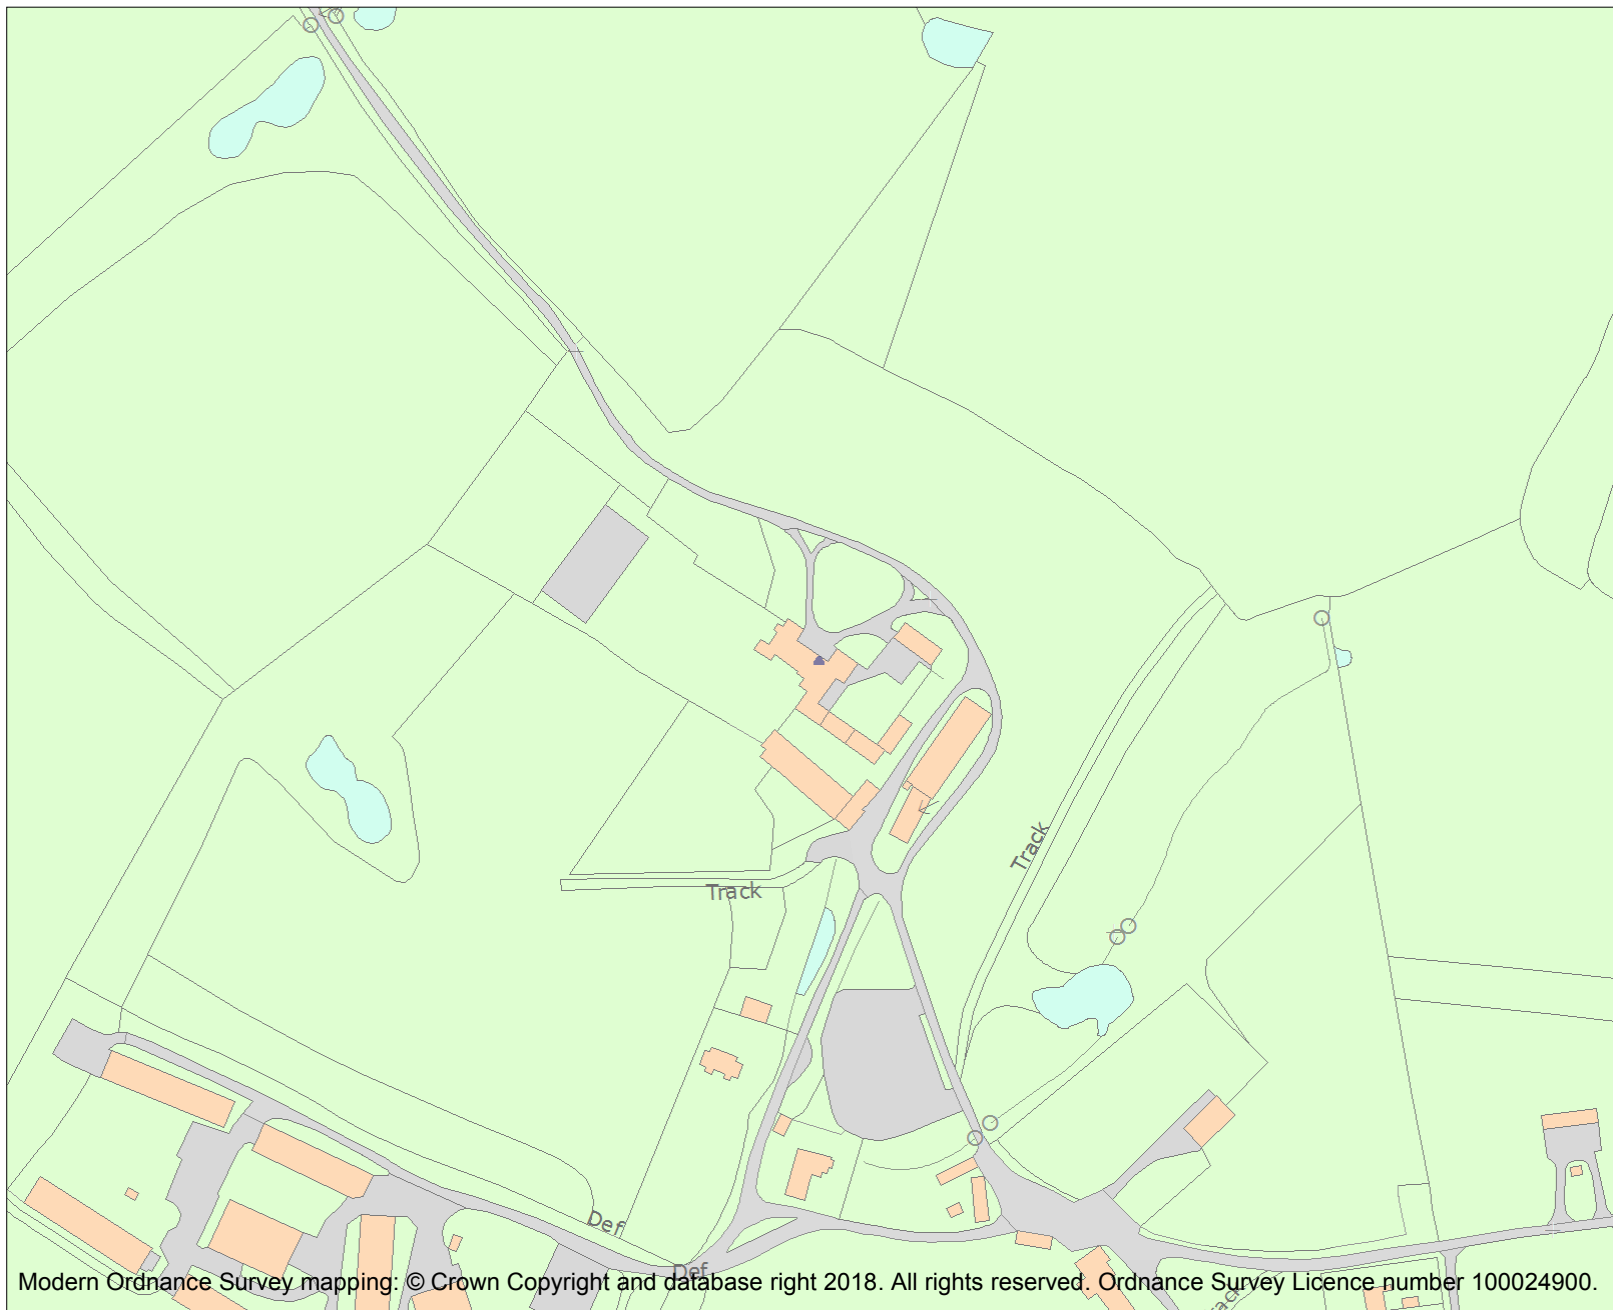 Track
Track
Def
Def
Modern Ordnance Survey mapping: © Crown Copyright and database right 2018. All rights reserved. Ordnance Survey Licence number 100024900.